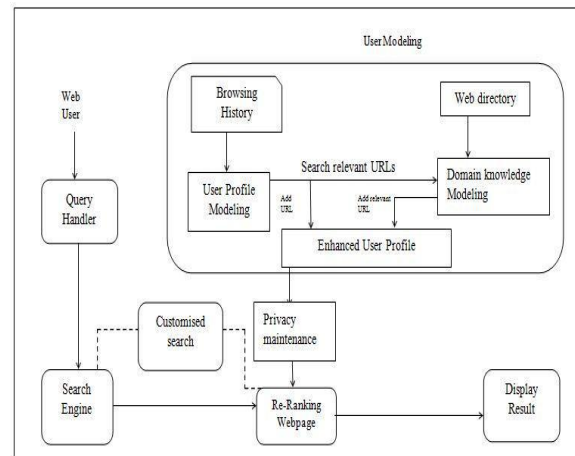 User Modeling
Web
User
Browsing
History
Web directory
Search relevant URLs
Query
Handler
User Profile
Modeling
Add
URL
Add relevant
URL
Domain knowledge
Modeling
Enhanced User Profile
Customised
search
Privacy
maintenance
Search
Engine
Re-Ranking
Webpage
Display
Result